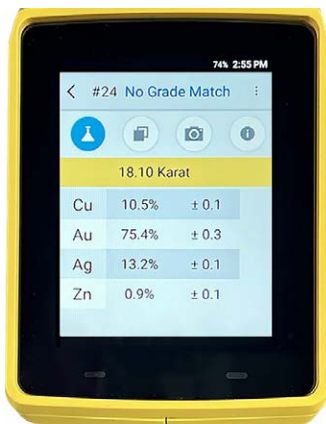 74% 2:55 PM
#24 No Grade Match
18.10 Karat
Cu 10.5% ± 0.1
Au 75.4% ± 0.3
Ag 13.2% ± 0.1
Zn 0.9% ± 0.1